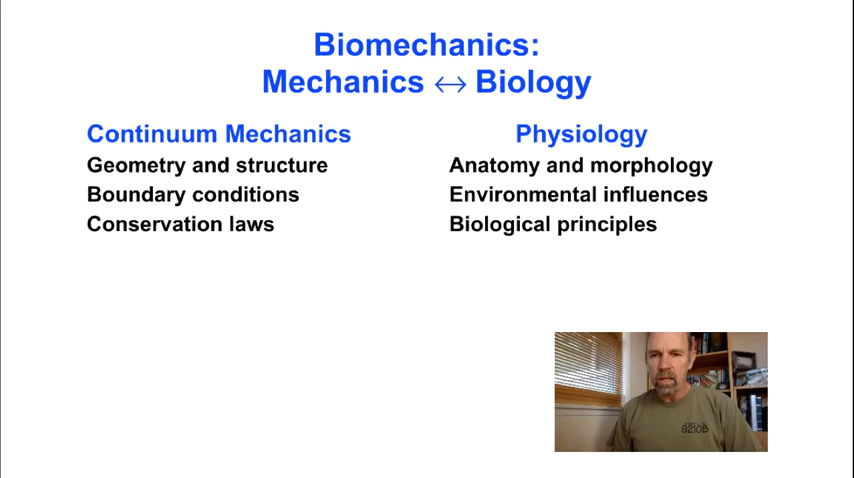 Biomechanics:
Mechanics ↔ Biology
Continuum Mechanics
Geometry and structure
Boundary conditions
Conservation laws
Physiology
Anatomy and morphology
Environmental influences
Biological principles
S210B